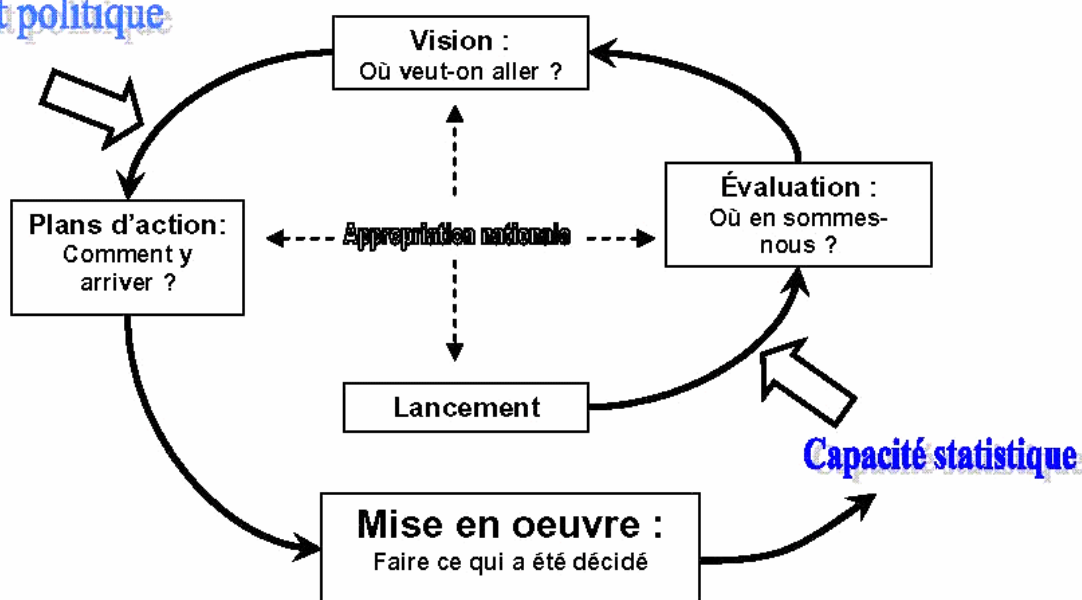 politique
Vision :
Où veut-on aller ?
Évaluation :
Où en sommes-
nous ?
Plans d’action:
Comment y
arriver ?
Appropriation nationale
Lancement
Capacité statistique
Mise en oeuvre :
Faire ce qui a été décidé